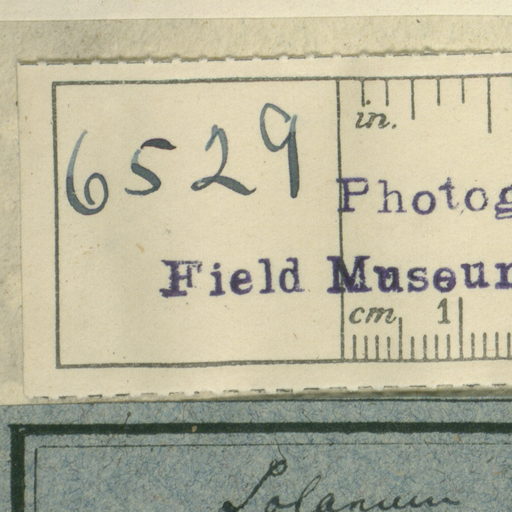 6529
in.
Photog
Field Museum
cm 1
Solanum